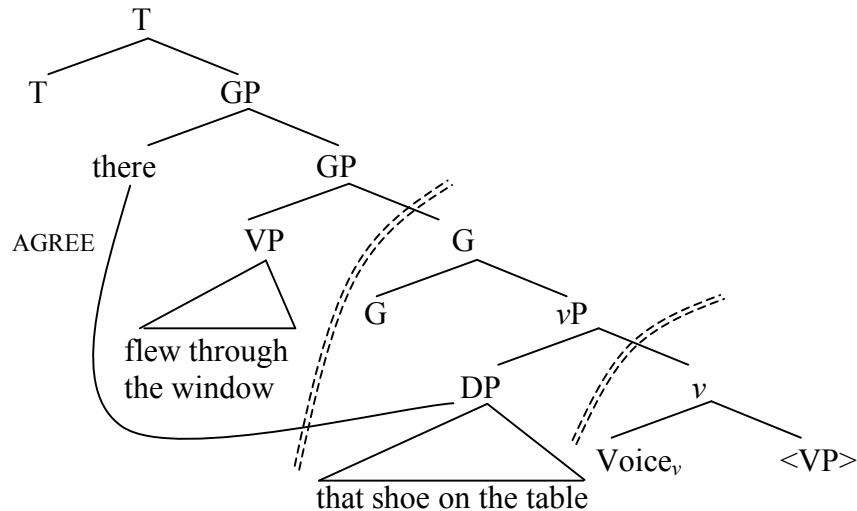 T
T
GP
there
GP
AGREE
VP
G
G
vP
flew through
the window
DP
v
Voicev
<VP>
that shoe on the table